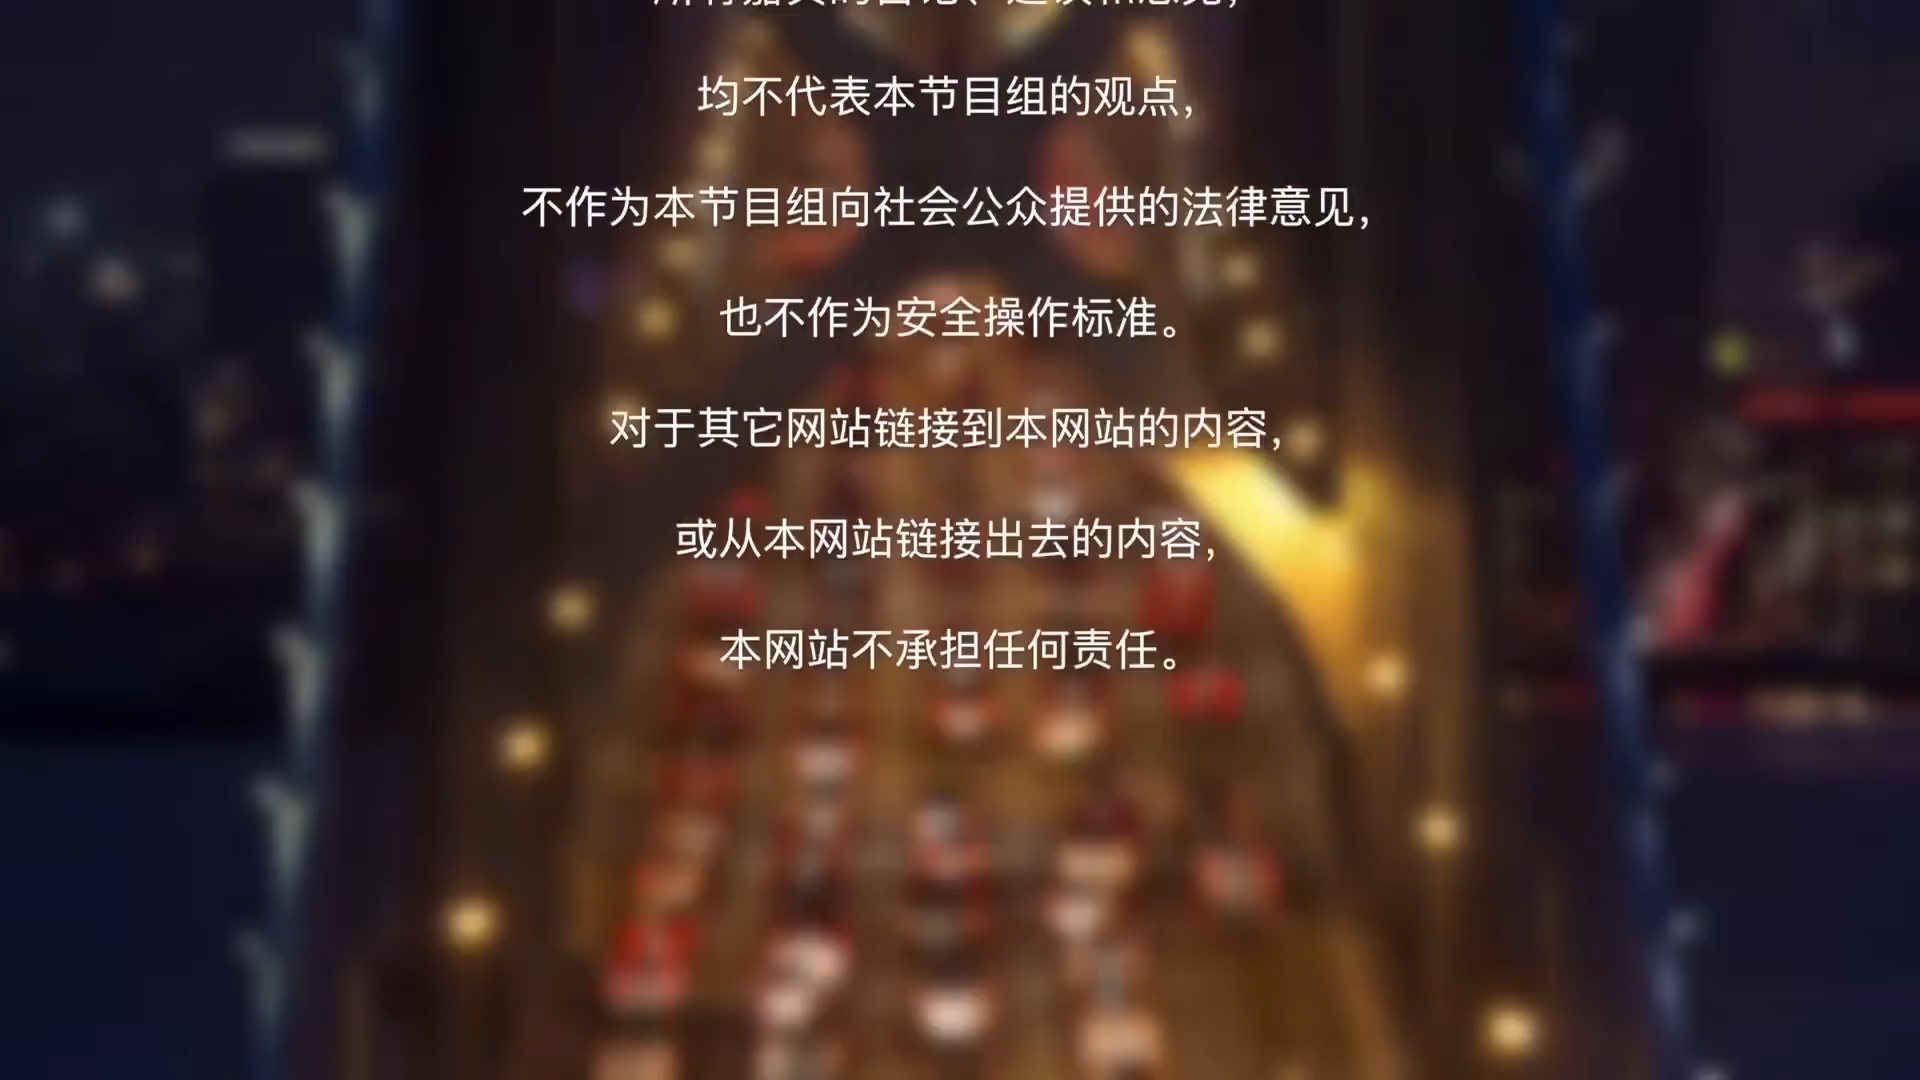 均不代表本节目组的观点，
不作为本节目组向社会公众提供的法律意见，
也不作为安全操作标准。
对于其它网站链接到本网站的内容，
或从本网站链接出去的内容，
本网站不承担任何责任。